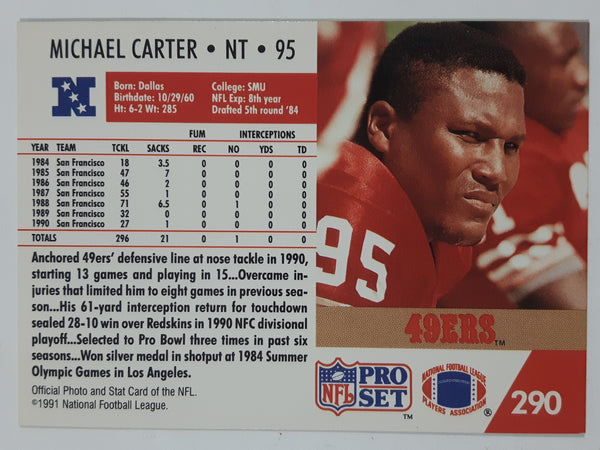 MICHAEL CARTER • NT • 95
N
Born: Dallas College: SMU
Birthdate: 10/29/60 NFL Exp: 8th year
Ht: 6-2 Wt: 285 Drafted 5th round '84
FUM INTERCEPTIONS
YEAR TEAM TCKL SACKS REC NO YDS TD
1984 San Francisco 18 3.5 0 0 0 0
1985 San Francisco 47 7 0 0 0 0
1986 San Francisco 46 2 0 0 0 0
1987 San Francisco 55 1 0 0 0 0
1988 San Francisco 71 6.5 0 1 0 0
1989 San Francisco 32 0 0 0 0 0
1990 San Francisco 27 1 0 0 0 0
TOTALS 296 21 0 1 0 0
Anchored 49ers' defensive line at nose tackle in 1990,
starting 13 games and playing in 15...Overcame in-
juries that limited him to eight games in previous sea-
son...His 61-yard interception return for touchdown
sealed 28-10 win over Redskins in 1990 NFC divisional
playoff...Selected to Pro Bowl three times in past six
seasons...Won silver medal in shotput at 1984 Summer
Olympic Games in Los Angeles.
Official Photo and Stat Card of the NFL.
©1991 National Football League.
95
49ERS™
NFL PRO SET™
NATIONAL FOOTBALL LEAGUE
PLAYERS ASSOCIATION®
290